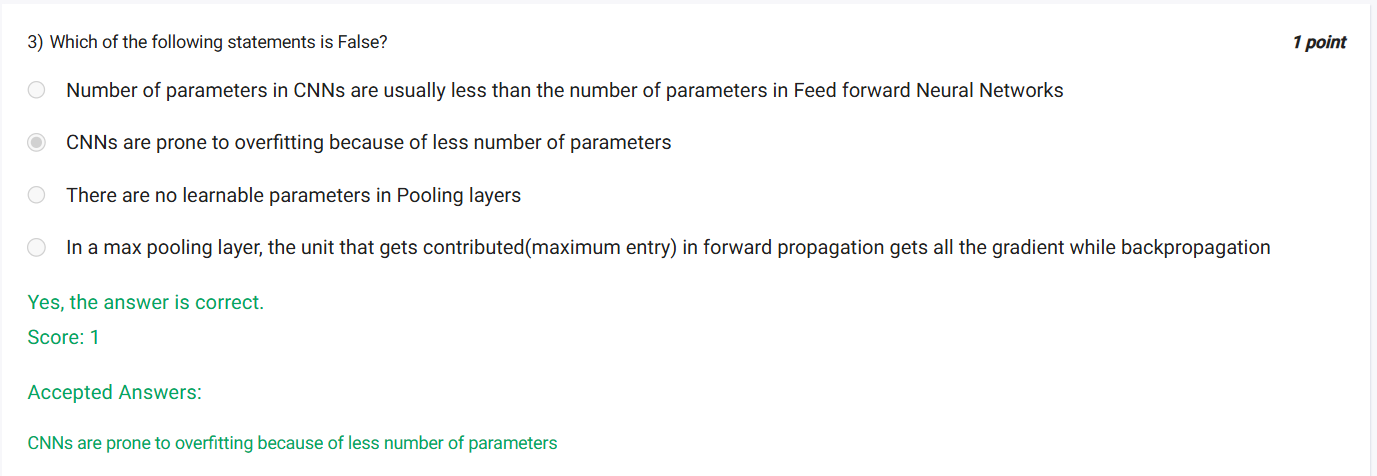 3) Which of the following statements is False?
1 point
Number of parameters in CNNs are usually less than the number of parameters in Feed forward Neural Networks
CNNs are prone to overfitting because of less number of parameters
There are no learnable parameters in Pooling layers
In a max pooling layer, the unit that gets contributed(maximum entry) in forward propagation gets all the gradient while backpropagation
Yes, the answer is correct.
Score: 1
Accepted Answers:
CNNs are prone to overfitting because of less number of parameters